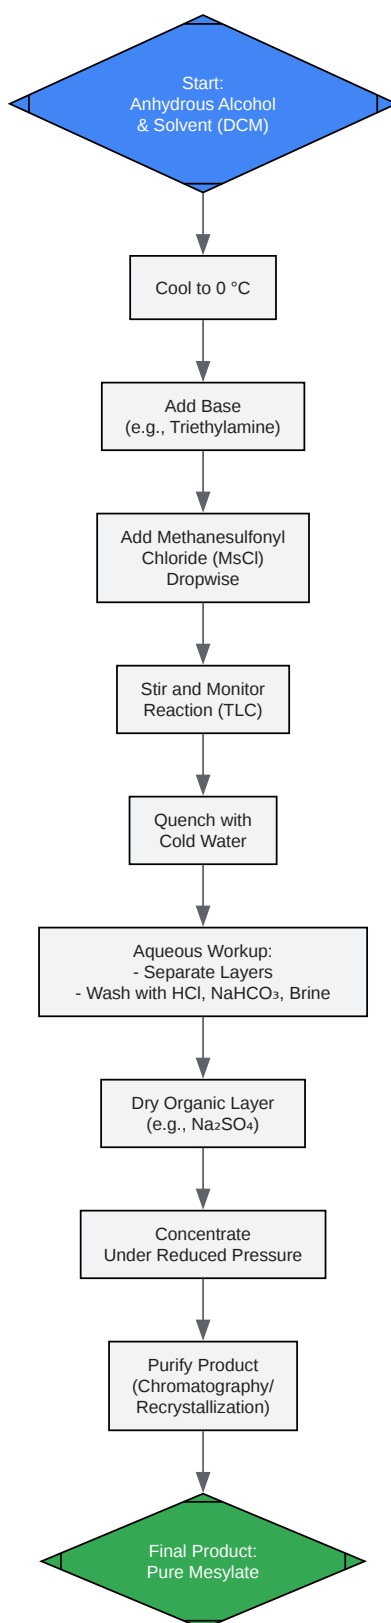 Start:
Anhydrous Alcohol
& Solvent (DCM)
Cool to 0 °C
Add Base
(e.g., Triethylamine)
Add Methanesulfonyl
Chloride (MsCl)
Dropwise
Stir and Monitor
Reaction (TLC)
Quench with
Cold Water
Aqueous Workup:
- Separate Layers
- Wash with HCl, NaHCO₃, Brine
Dry Organic Layer
(e.g., Na₂SO₄)
Concentrate
Under Reduced Pressure
Purify Product
(Chromatography/
Recrystallization)
Final Product:
Pure Mesylate